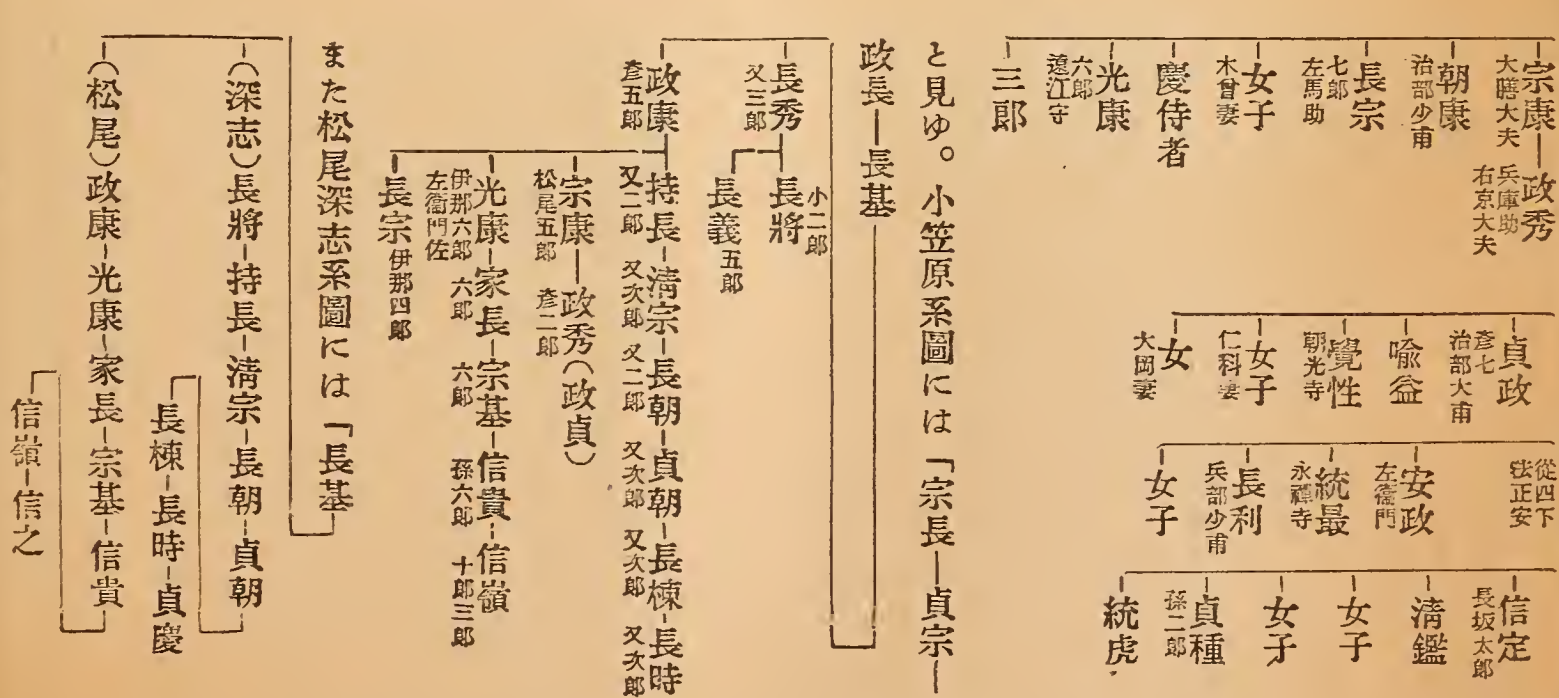 宗康―政秀
大膳大夫
兵庫助
右京大夫
朝康
治部少甫
長宗
七郎
左馬助
女子
木曾妻
慶侍者
光康
六郎
遠江守
三郎
貞政
彥七
治部大甫
喩益
覺性
朝光寺
女子
仁科妻
女
大岡妻
從四下
法正安
安政
左衞門
統最
永禪寺
長利
兵部少甫
女子
信定
長坂太郎
淸鑑
女子
女子
貞種
孫二郎
統虎
と見ゆ。小笠原系圖には「宗長―貞宗―
政長―長基
長秀
又三郎
小二郎
長將
長義
五郎
政康
彥五郎
持長―淸宗―長朝―貞朝―長棟―長時
又二郎 又次郎 又二郎 又次郎 又次郎 又次郎
宗康―政秀(政貞)
松尾五郎 彥二郎
光康―家長―宗基―信貴―信嶺
伊那六郎 六郎 六郎 孫六郎 十郎三郎
左衞門佐
長宗
伊那四郎
また松尾深志系圖には「長基
(深志)長將―持長―淸宗―長朝―貞朝
長棟―長時―貞慶
(松尾)政康―光康―家長―宗基―信貴
信嶺―信之